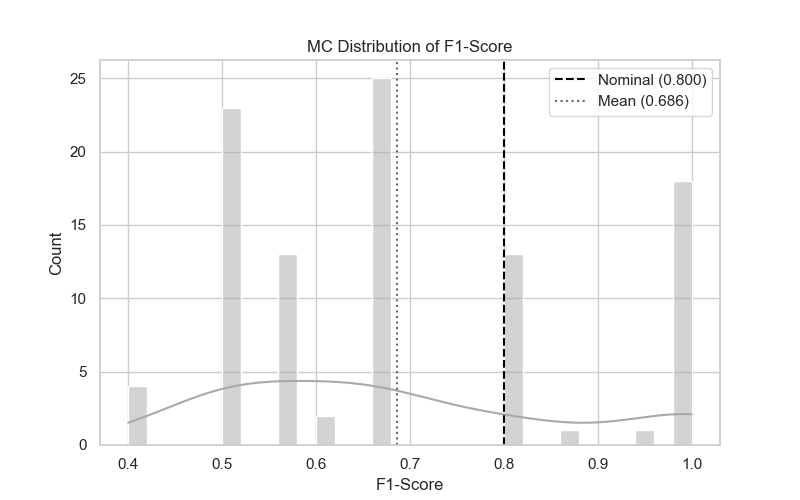 MC Distribution of F1-Score
Nominal (0.800)
Mean (0.686)
Count
25
20
15
10
5
0
0.4 0.5 0.6 0.7 0.8 0.9 1.0
F1-Score